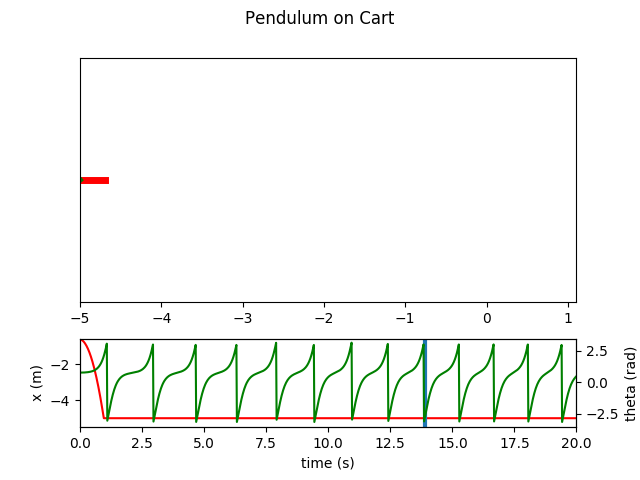 Pendulum on Cart
−5 −4 −3 −2 −1 0 1
−2
−4
x (m)
2.5
0.0
−2.5
theta (rad)
0.0 2.5 5.0 7.5 10.0 12.5 15.0 17.5 20.0
time (s)